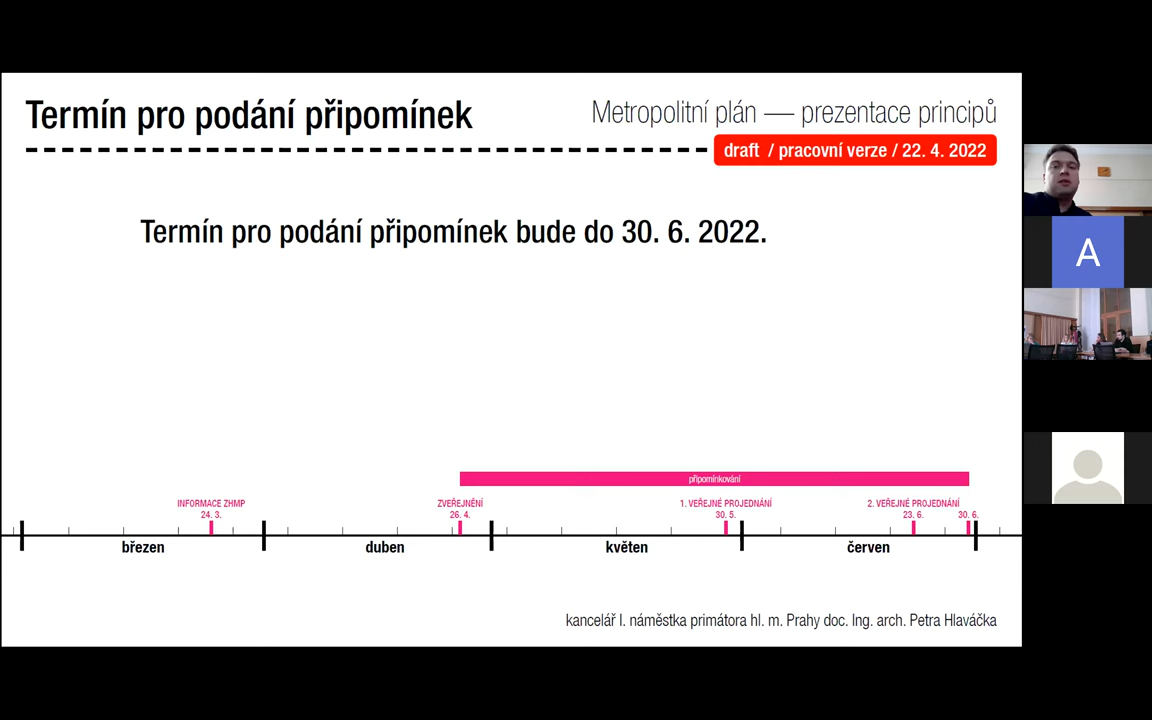 Termín pro podání připomínek
Metropolitní plán — prezentace principů
draft / pracovní verze / 22. 4. 2022
Termín pro podání připomínek bude do 30. 6. 2022.
A
připomínkování
INFORMACE ZHMP
24. 3.
ZVEŘEJNĚNÍ
26. 4.
1. VEŘEJNÉ PROJEDNÁNÍ
30. 5.
2. VEŘEJNÉ PROJEDNÁNÍ
23. 6.
30. 6.
březen
duben
květen
červen
kancelář I. náměstka primátora hl. m. Prahy doc. Ing. arch. Petra Hlaváčka